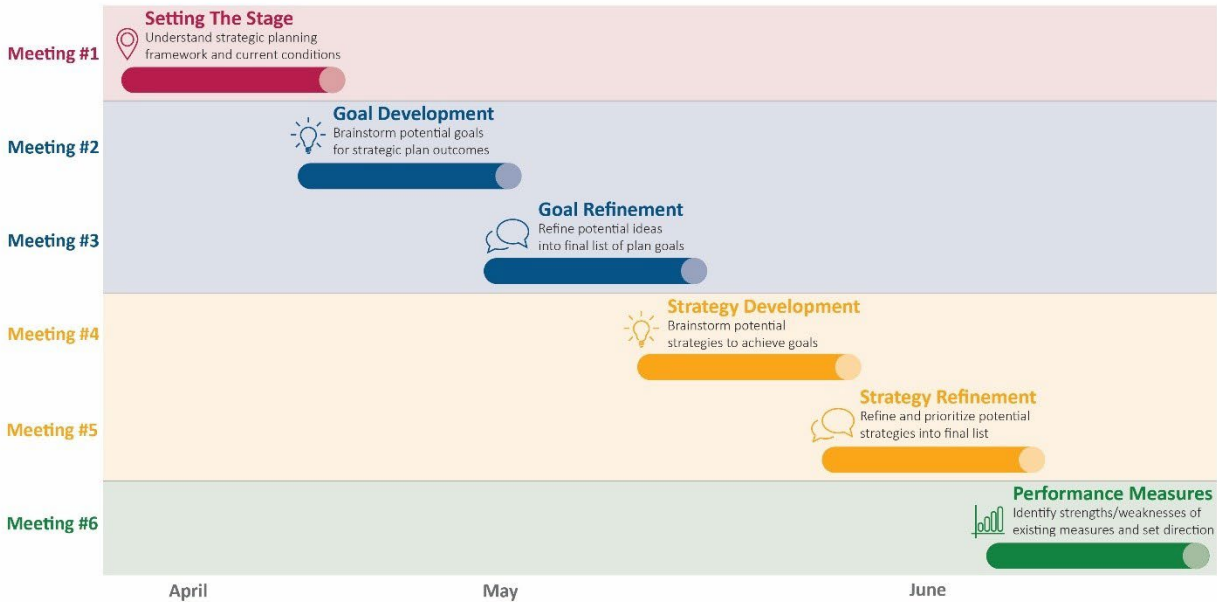 Meeting #1
Setting The Stage
Understand strategic planning
framework and current conditions
Meeting #2
Goal Development
Brainstorm potential goals
for strategic plan outcomes
Meeting #3
Goal Refinement
Refine potential ideas
into final list of plan goals
Meeting #4
Strategy Development
Brainstorm potential
strategies to achieve goals
Meeting #5
Strategy Refinement
Refine and prioritize potential
strategies into final list
Meeting #6
Performance Measures
Identify strengths/weaknesses of
existing measures and set direction
April
May
June